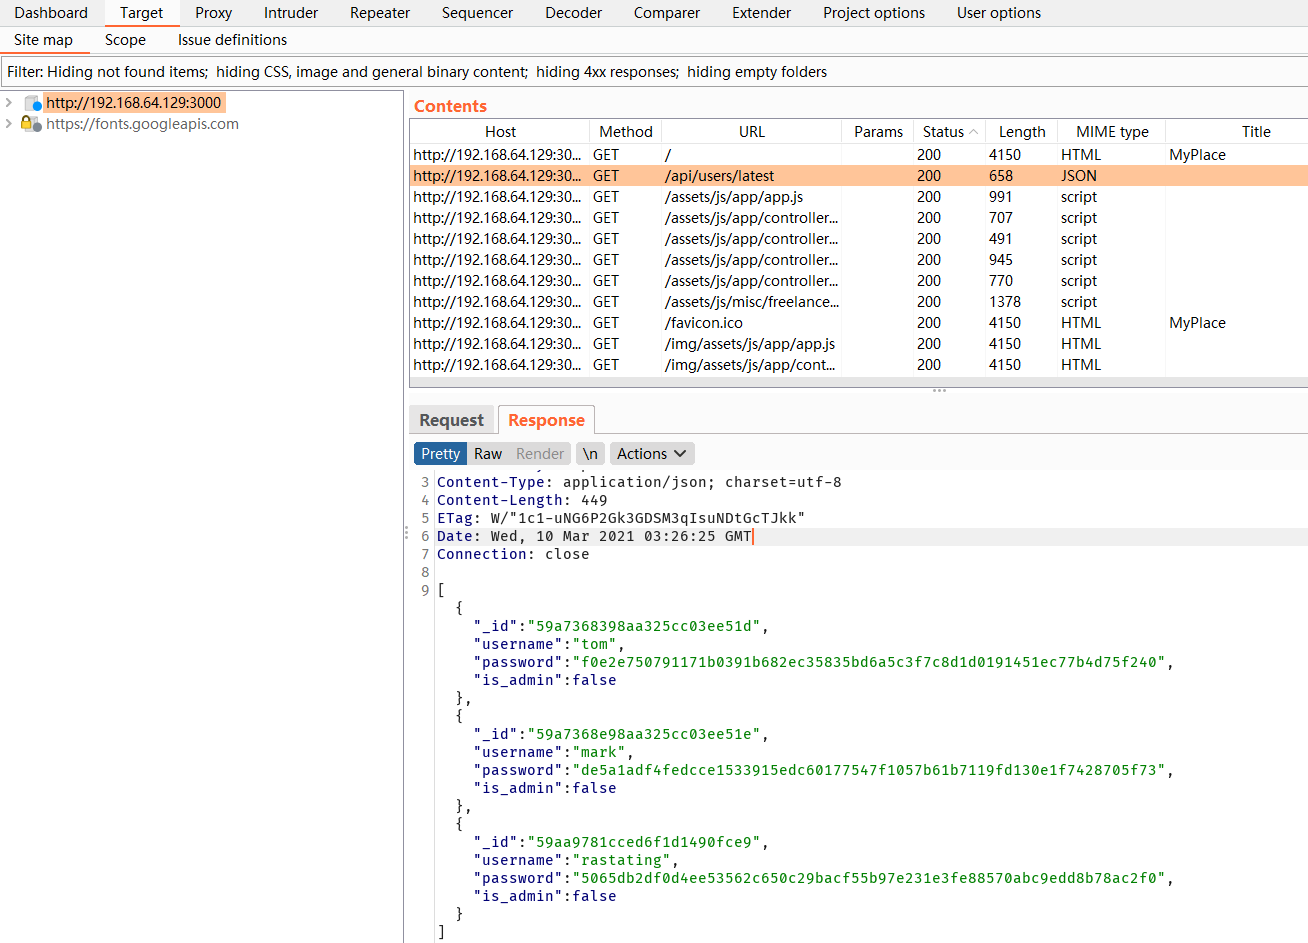 Dashboard Target Proxy Intruder Repeater Sequencer Decoder Comparer Extender Project options User options
Site map Scope Issue definitions
Filter: Hiding not found items; hiding CSS, image and general binary content; hiding 4xx responses; hiding empty folders
http://192.168.64.129:3000
https://fonts.googleapis.com
Contents
Host Method URL Params Status Length MIME type Title
http://192.168.64.129:30... GET / 200 4150 HTML MyPlace
http://192.168.64.129:30... GET /api/users/latest 200 658 JSON
http://192.168.64.129:30... GET /assets/js/app/app.js 200 991 script
http://192.168.64.129:30... GET /assets/js/app/controller... 200 707 script
http://192.168.64.129:30... GET /assets/js/app/controller... 200 491 script
http://192.168.64.129:30... GET /assets/js/app/controller... 200 945 script
http://192.168.64.129:30... GET /assets/js/app/controller... 200 770 script
http://192.168.64.129:30... GET /assets/js/misc/freelance... 200 1378 script
http://192.168.64.129:30... GET /favicon.ico 200 4150 HTML MyPlace
http://192.168.64.129:30... GET /img/assets/js/app/app.js 200 4150 HTML
http://192.168.64.129:30... GET /img/assets/js/app/cont... 200 4150 HTML
Request Response
Pretty Raw Render \n Actions
3 Content-Type: application/json; charset=utf-8
4 Content-Length: 449
5 ETag: W/"1c1-uNG6P2Gk3GDSM3qIsuNDtGcTJkk"
6 Date: Wed, 10 Mar 2021 03:26:25 GMT
7 Connection: close
8
9 [
{
"_id":"59a7368398aa325cc03ee51d",
"username":"tom",
"password":"f0e2e750791171b0391b682ec35835bd6a5c3f7c8d1d0191451ec77b4d75f240",
"is_admin":false
},
{
"_id":"59a7368e98aa325cc03ee51e",
"username":"mark",
"password":"de5a1adf4fedcce1533915edc60177547f1057b61b7119fd130e1f7428705f73",
"is_admin":false
},
{
"_id":"59aa9781cced6f1d1490fce9",
"username":"rastating",
"password":"5065db2df0d4ee53562c650c29bacf55b97e231e3fe88570abc9edd8b78ac2f0",
"is_admin":false
}
]